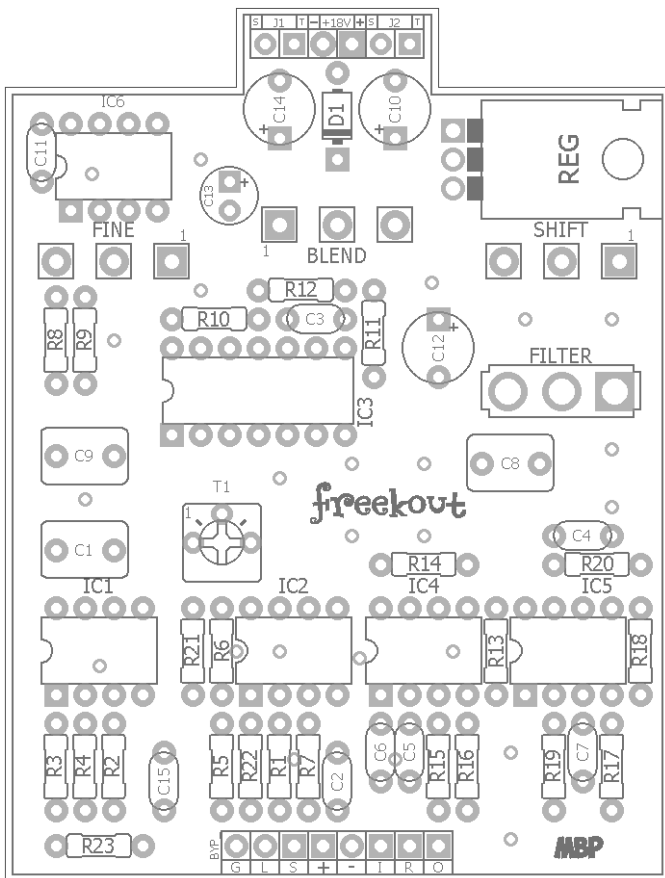 S J1 T - +18V + S J2 T
C14
D1
C10
+
+
IC6
C11
C13
+
REG
FINE
1
1
BLEND
SHIFT
1
R12
R10
C3
R11
R8
R9
C12
+
FILTER
IC3
C9
C8
T1
1
freekout
C1
C4
R14
R20
IC1
IC2
IC4
IC5
R21
R6
R13
R18
R3
R4
R2
C15
R5
R22
R1
R7
C2
C6
C5
R15
R16
R19
C7
R17
R23
BYP
G L S + - I R O
MBP